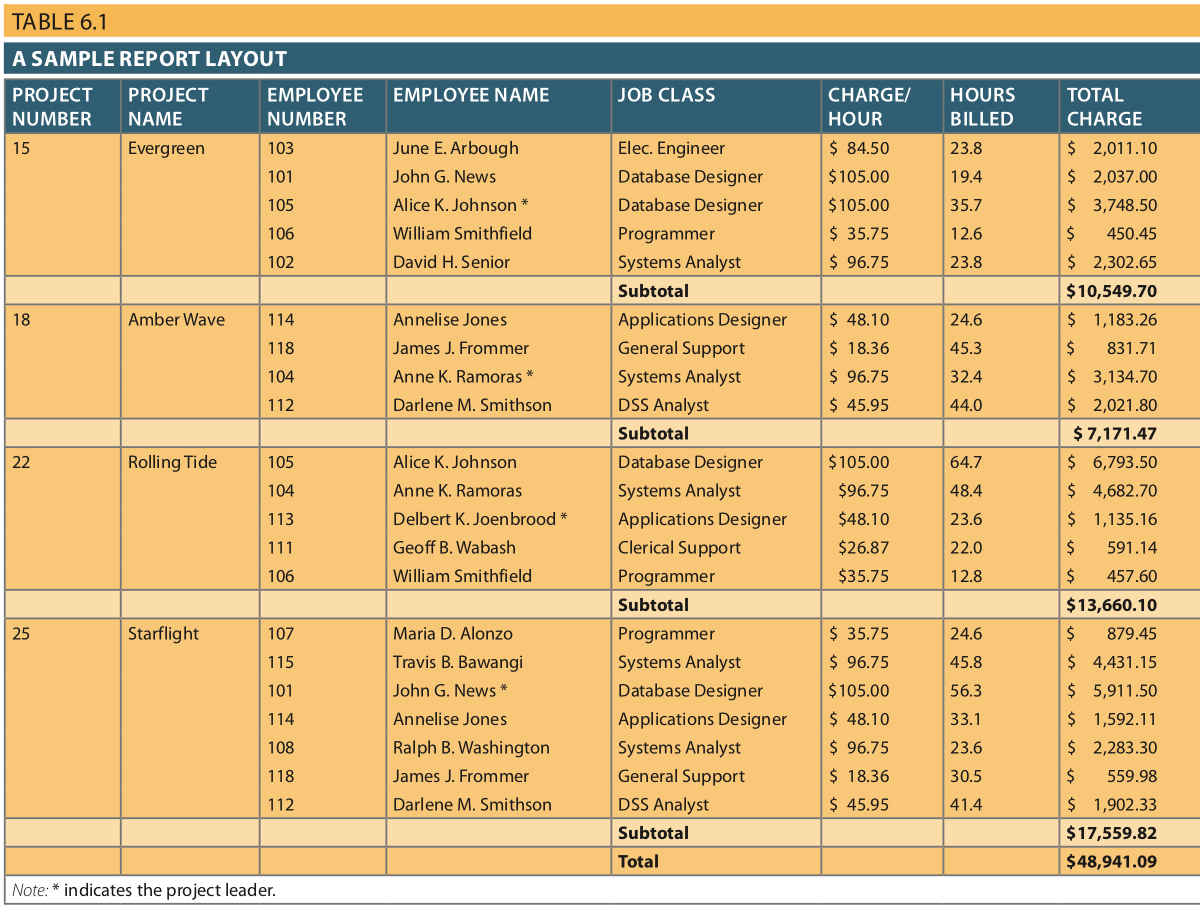 TABLE 6.1
A SAMPLE REPORT LAYOUT
PROJECT NUMBER PROJECT NAME EMPLOYEE NUMBER EMPLOYEE NAME JOB CLASS CHARGE/ HOUR HOURS BILLED TOTAL CHARGE
15 Evergreen 103 June E. Arbough Elec. Engineer $ 84.50 23.8 $ 2,011.10
101 John G. News Database Designer $105.00 19.4 $ 2,037.00
105 Alice K. Johnson * Database Designer $105.00 35.7 $ 3,748.50
106 William Smithfield Programmer $ 35.75 12.6 $ 450.45
102 David H. Senior Systems Analyst $ 96.75 23.8 $ 2,302.65
Subtotal $10,549.70
18 Amber Wave 114 Annelise Jones Applications Designer $ 48.10 24.6 $ 1,183.26
118 James J. Frommer General Support $ 18.36 45.3 $ 831.71
104 Anne K. Ramoras * Systems Analyst $ 96.75 32.4 $ 3,134.70
112 Darlene M. Smithson DSS Analyst $ 45.95 44.0 $ 2,021.80
Subtotal $ 7,171.47
22 Rolling Tide 105 Alice K. Johnson Database Designer $105.00 64.7 $ 6,793.50
104 Anne K. Ramoras Systems Analyst $96.75 48.4 $ 4,682.70
113 Delbert K. Joenbrood * Applications Designer $48.10 23.6 $ 1,135.16
111 Geoff B. Wabash Clerical Support $26.87 22.0 $ 591.14
106 William Smithfield Programmer $35.75 12.8 $ 457.60
Subtotal $13,660.10
25 Starflight 107 Maria D. Alonzo Programmer $ 35.75 24.6 $ 879.45
115 Travis B. Bawangi Systems Analyst $ 96.75 45.8 $ 4,431.15
101 John G. News * Database Designer $105.00 56.3 $ 5,911.50
114 Annelise Jones Applications Designer $ 48.10 33.1 $ 1,592.11
108 Ralph B. Washington Systems Analyst $ 96.75 23.6 $ 2,283.30
118 James J. Frommer General Support $ 18.36 30.5 $ 559.98
112 Darlene M. Smithson DSS Analyst $ 45.95 41.4 $ 1,902.33
Subtotal $17,559.82
Total $48,941.09
Note: * indicates the project leader.